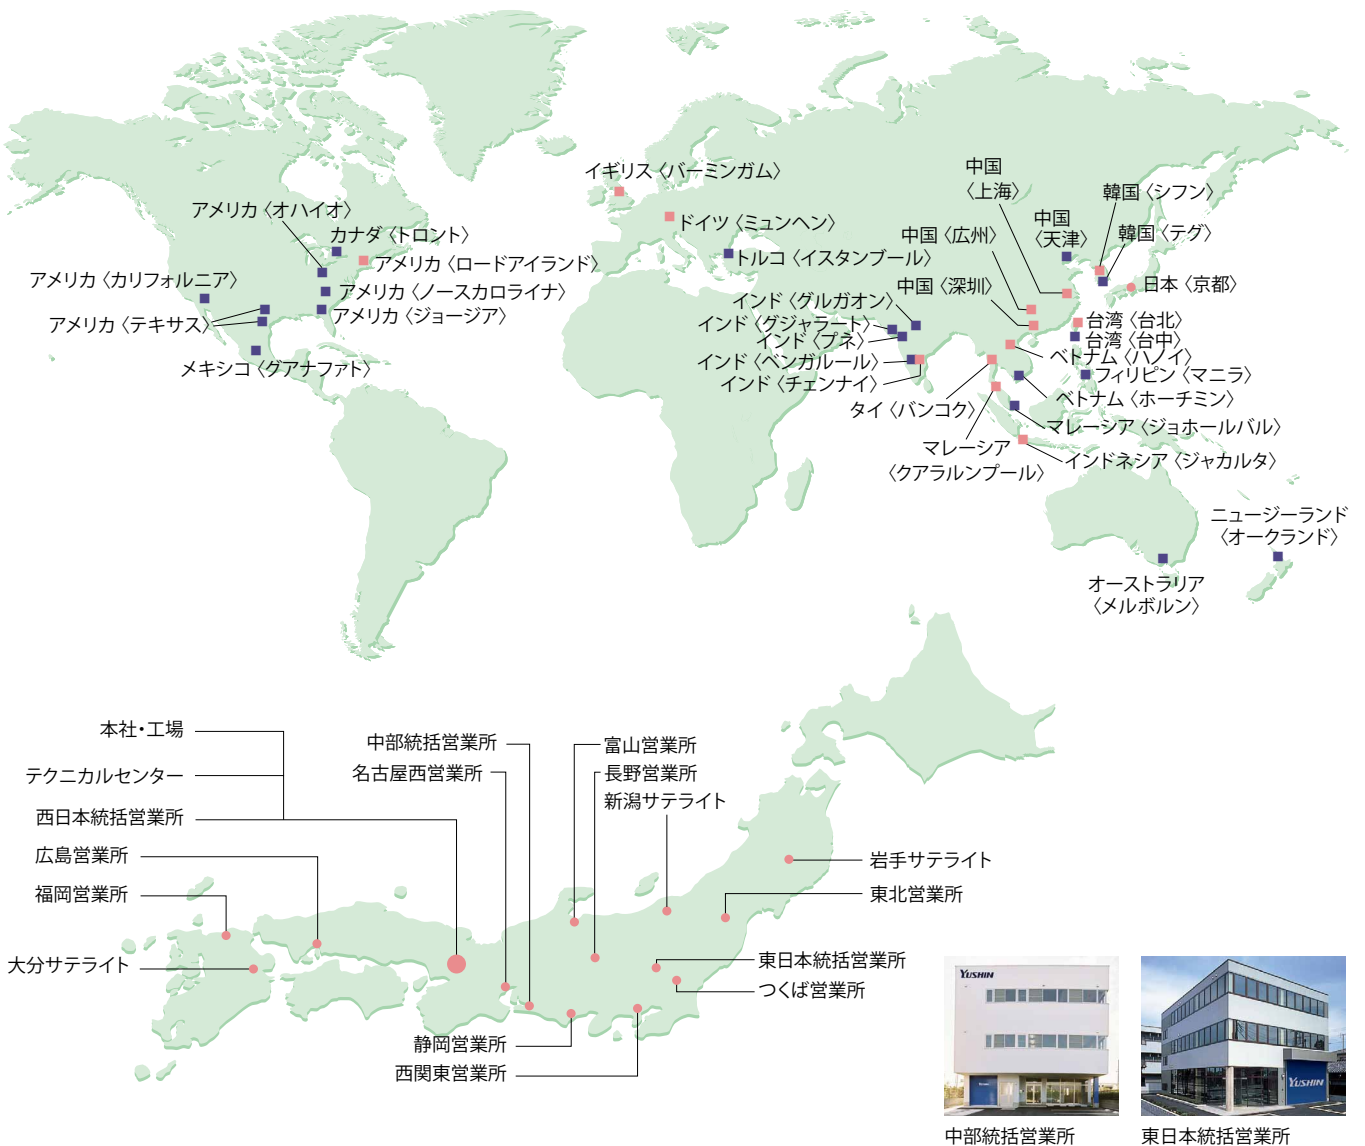 イギリス〈バーミンガム〉
中国
〈上海〉
韓国〈シフン〉
アメリカ〈オハイオ〉
ドイツ〈ミュンヘン〉
中国
〈天津〉
カナダ〈トロント〉
中国〈広州〉
韓国〈テグ〉
アメリカ〈ロードアイランド〉
トルコ〈イスタンブール〉
アメリカ〈カリフォルニア〉
中国〈深圳〉
日本〈京都〉
アメリカ〈ノースカロライナ〉
インド〈グルガオン〉
アメリカ〈ジョージア〉
アメリカ〈テキサス〉
インド〈グジャラート〉
台湾〈台北〉
インド〈プネ〉
台湾〈台中〉
メキシコ〈グアナファト〉
インド〈ベンガルール〉
ベトナム〈ハノイ〉
インド〈チェンナイ〉
フィリピン〈マニラ〉
タイ〈バンコク〉
ベトナム〈ホーチミン〉
マレーシア〈ジョホールバル〉
マレーシア
〈クアラルンプール〉
インドネシア〈ジャカルタ〉
ニュージーランド
〈オークランド〉
オーストラリア
〈メルボルン〉
本社・工場
テクニカルセンター
西日本統括営業所
広島営業所
福岡営業所
大分サテライト
中部統括営業所
名古屋西営業所
富山営業所
長野営業所
新潟サテライト
岩手サテライト
東北営業所
東日本統括営業所
つくば営業所
静岡営業所
西関東営業所
YUSHIN
YUSHIN
中部統括営業所
東日本統括営業所